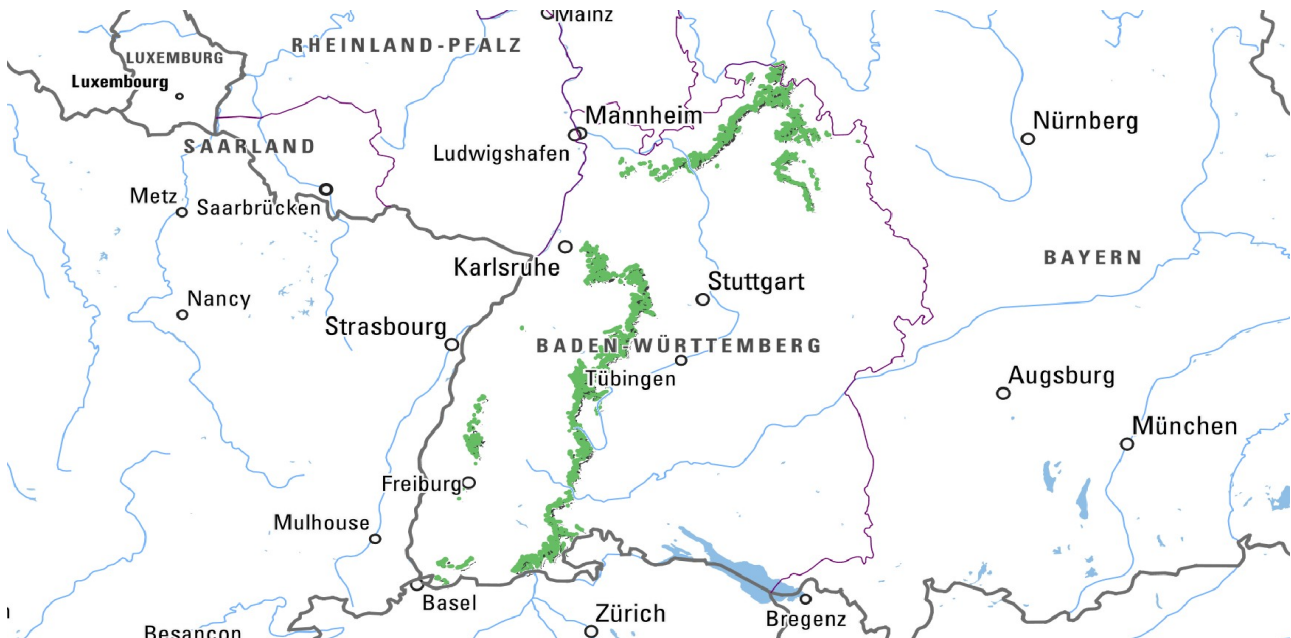 Mainz
RHEINLAND-PFALZ
LUXEMBURG
Luxembourg
Mannheim
Nürnberg
SAARLAND
Ludwigshafen
Metz
Saarbrücken
Karlsruhe
BAYERN
Stuttgart
Nancy
Strasbourg
BADEN-WÜRTTEMBERG
Tübingen
Augsburg
München
Freiburg
Mulhouse
Basel
Zürich
Bregenz
Besançon